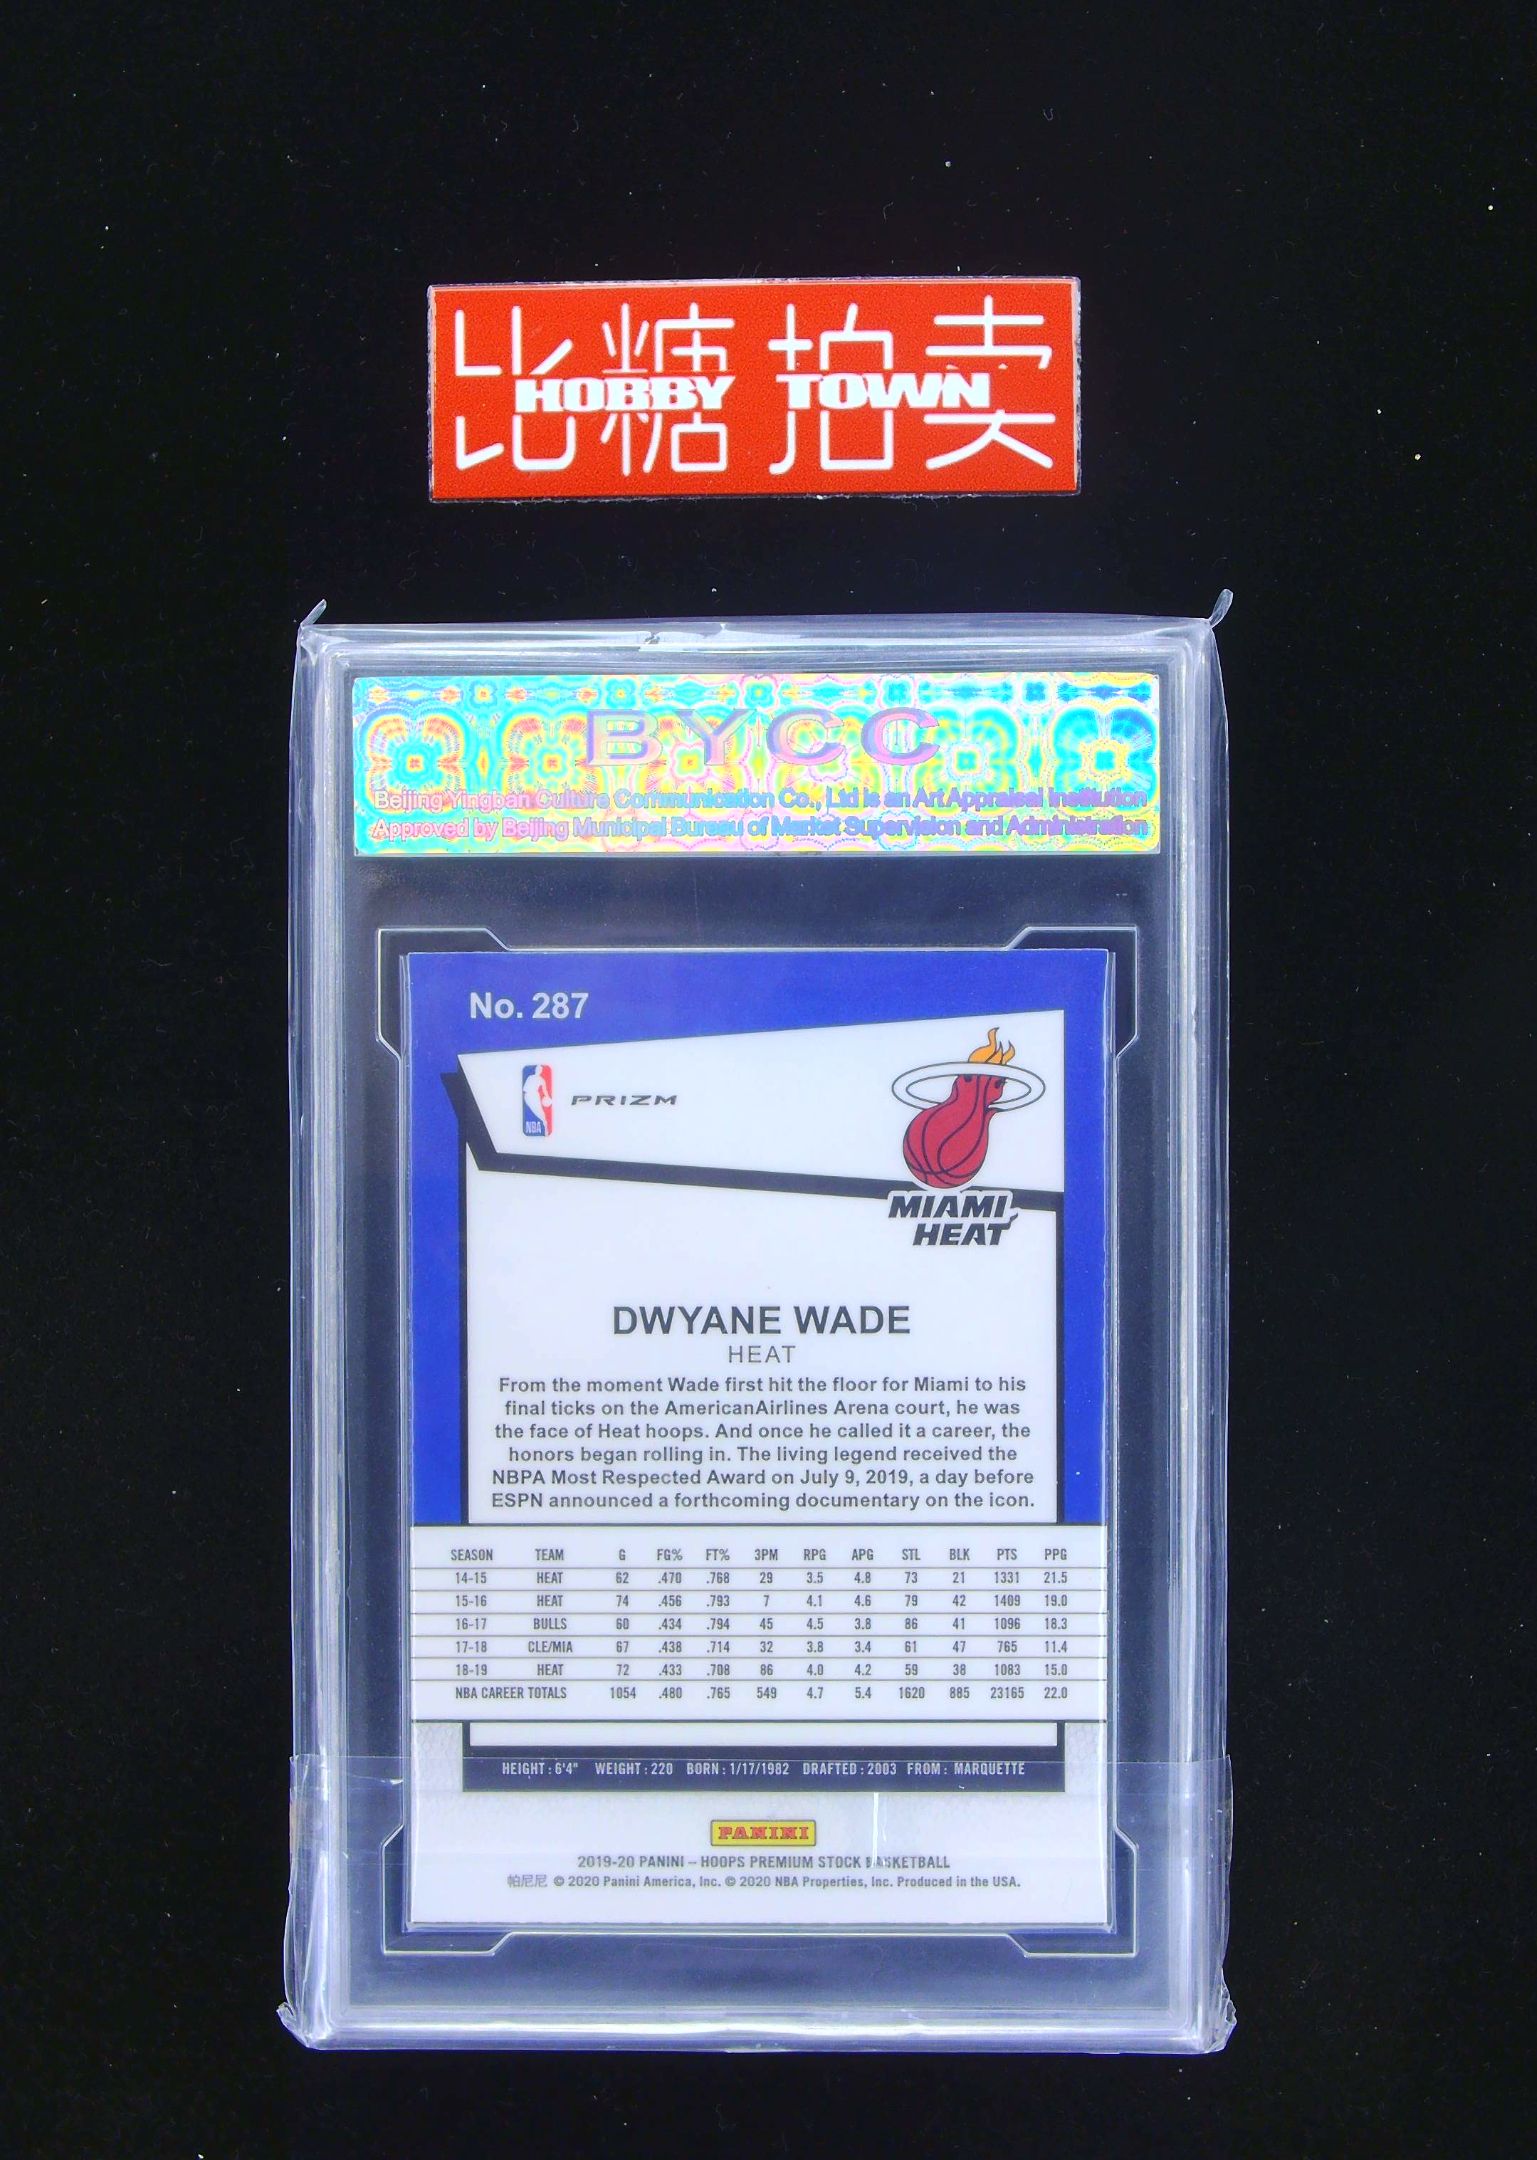 比糖拍卖
HOBBY TOWN
BYCC
Beijing Yingban Culture Communication Co., Ltd is an Art Appraisal Institution
Approved by Beijing Municipal Bureau of Market Supervision and Administration
No. 287
NBA
PRIZM
MIAMI
HEAT
DWYANE WADE
HEAT
From the moment Wade first hit the floor for Miami to his
final ticks on the AmericanAirlines Arena court, he was
the face of Heat hoops. And once he called it a career, the
honors began rolling in. The living legend received the
NBPA Most Respected Award on July 9, 2019, a day before
ESPN announced a forthcoming documentary on the icon.
SEASON TEAM G FG% FT% 3PM RPG APG STL BLK PTS PPG
14-15 HEAT 62 .470 .768 29 3.5 4.8 73 21 1331 21.5
15-16 HEAT 74 .456 .793 7 4.1 4.6 79 42 1409 19.0
16-17 BULLS 60 .434 .794 45 4.5 3.8 86 41 1096 18.3
17-18 CLE/MIA 67 .438 .714 32 3.8 3.4 61 47 765 11.4
18-19 HEAT 72 .433 .708 86 4.0 4.2 59 38 1083 15.0
NBA CAREER TOTALS 1054 .480 .765 549 4.7 5.4 1620 885 23165 22.0
HEIGHT : 6'4" WEIGHT : 220 BORN : 1/17/1982 DRAFTED : 2003 FROM : MARQUETTE
PANINI
2019-20 PANINI – HOOPS PREMIUM STOCK BASKETBALL
帕尼尼 © 2020 Panini America, Inc. © 2020 NBA Properties, Inc. Produced in the USA.